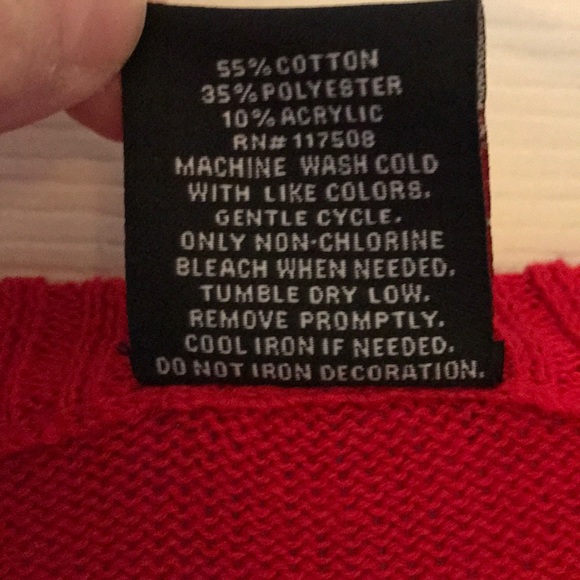 55% COTTON
35% POLYESTER
10% ACRYLIC
RN# 117508
MACHINE WASH COLD
WITH LIKE COLORS.
GENTLE CYCLE.
ONLY NON-CHLORINE
BLEACH WHEN NEEDED.
TUMBLE DRY LOW.
REMOVE PROMPTLY.
COOL IRON IF NEEDED.
DO NOT IRON DECORATION.